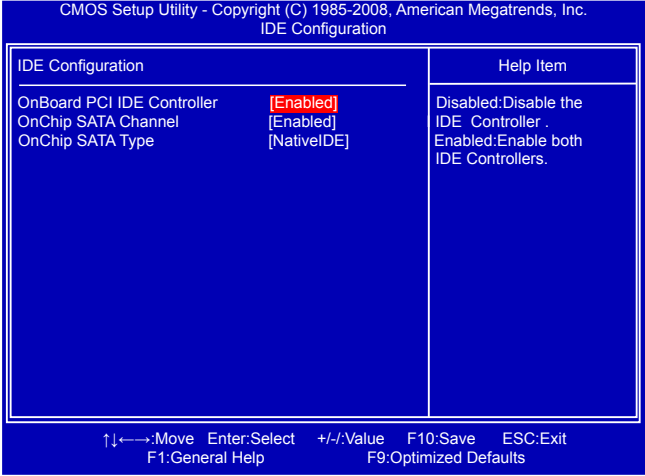 CMOS Setup Utility - Copyright (C) 1985-2008, American Megatrends, Inc.
IDE Configuration
IDE Configuration
Help Item
OnBoard PCI IDE Controller [Enabled]
OnChip SATA Channel [Enabled]
OnChip SATA Type [NativeIDE]
Disabled:Disable the
IDE Controller .
Enabled:Enable both
IDE Controllers.
↑↓←→:Move Enter:Select +/-/:Value F10:Save ESC:Exit
F1:General Help F9:Optimized Defaults